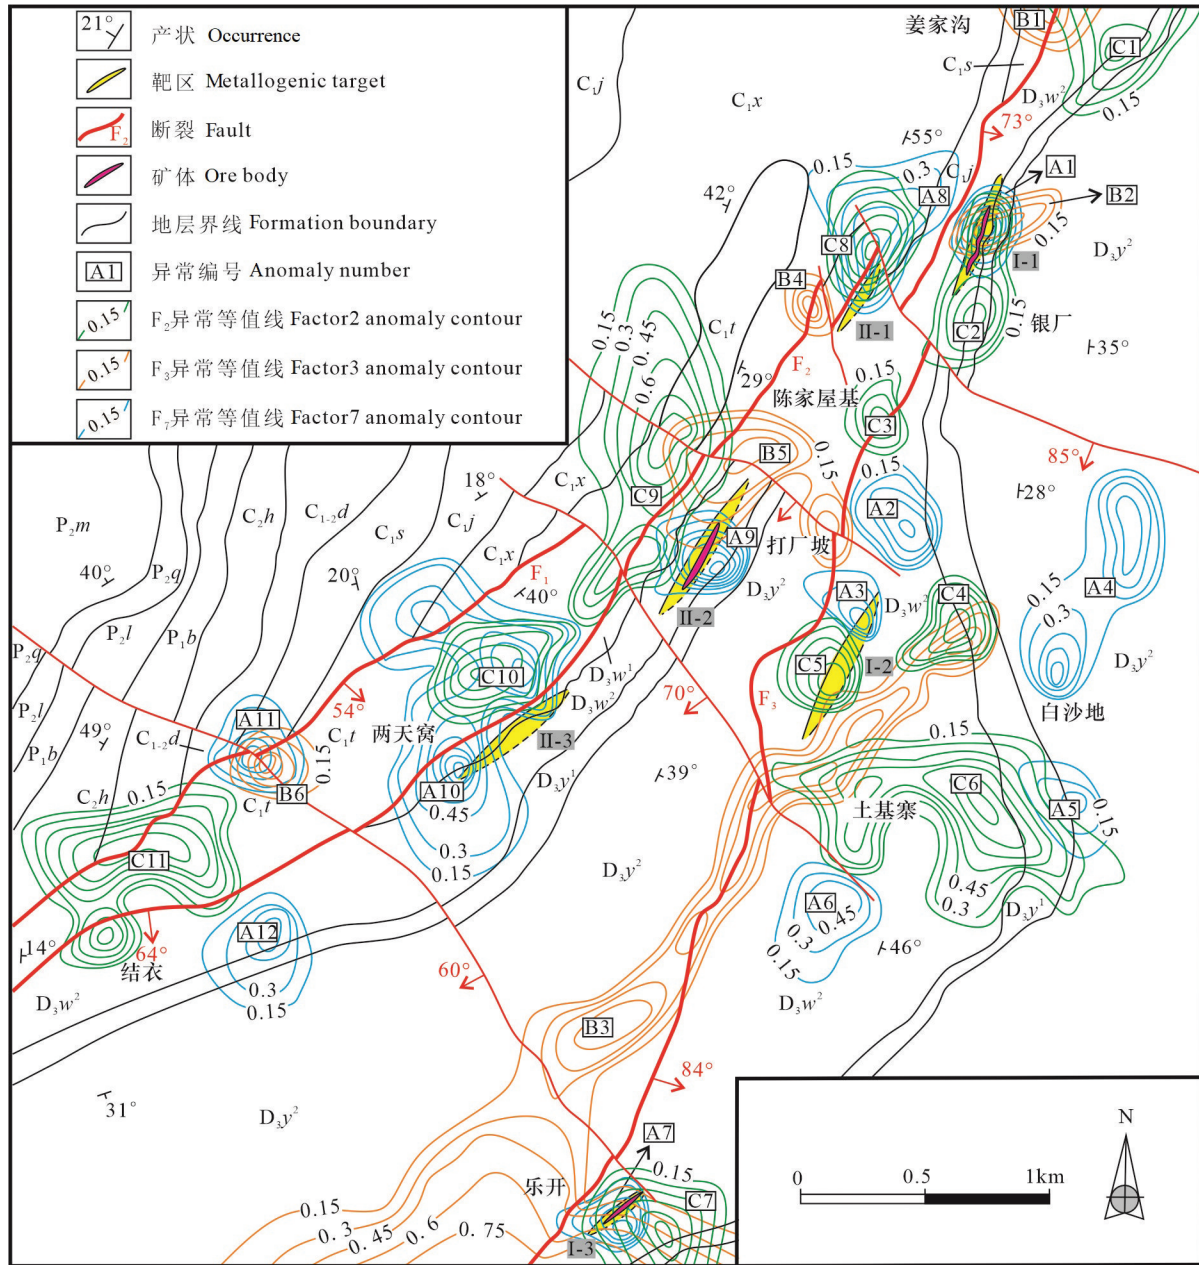 21° 产状 Occurrence
靶区 Metallogenic target
F₂ 断裂 Fault
矿体 Ore body
地层界线 Formation boundary
A1 异常编号 Anomaly number
0.15 F₂异常等值线 Factor2 anomaly contour
0.15 F₃异常等值线 Factor3 anomaly contour
0.15 F₇异常等值线 Factor7 anomaly contour
姜家沟
B1
C1
C₁s
C₁j
C₁x
D₃w²
0.15
73°
55°
0.15
0.3
C₁j
A1
A8
B2
42°
0.15
C8
D₃y²
I-1
B4
0.15
C2
银厂
II-1
0.15
0.3
0.45
0.6
C₁t
F₂
35°
29°
陈家屋基
0.15
C3
B5
0.15
0.15
85°
18°
C₁x
C9
A2
28°
P₂m
C₂h
C₁₋₂d
C₁s
C₁j
C₁x
打厂坡
A9
40°
P₂q
20°
F₁
40°
D₃y²
A3
D₃w²
C4
0.15
0.3
A4
P₂l
P₁b
II-2
P₂q
D₃w¹
C5
I-2
D₃y²
C10
P₂l
54°
D₃w²
70°
F₃
白沙地
A11
两天窝
49°
C₁₋₂d
C₁t
0.15
II-3
0.15
P₁b
B6
A10
D₃y¹
39°
C₂h
0.15
C₁t
0.45
C6
A5
0.15
土基寨
0.3
0.15
C11
D₃y²
0.45
0.3
D₃y¹
A6
0.45
0.3
0.15
A12
46°
14°
64°
结衣
60°
D₃w²
0.3
0.15
D₃w²
B3
84°
31°
D₃y²
A7
N
乐开
0.15
C7
0 0.5 1km
0.15
0.3
0.45
0.6
0.75
I-3